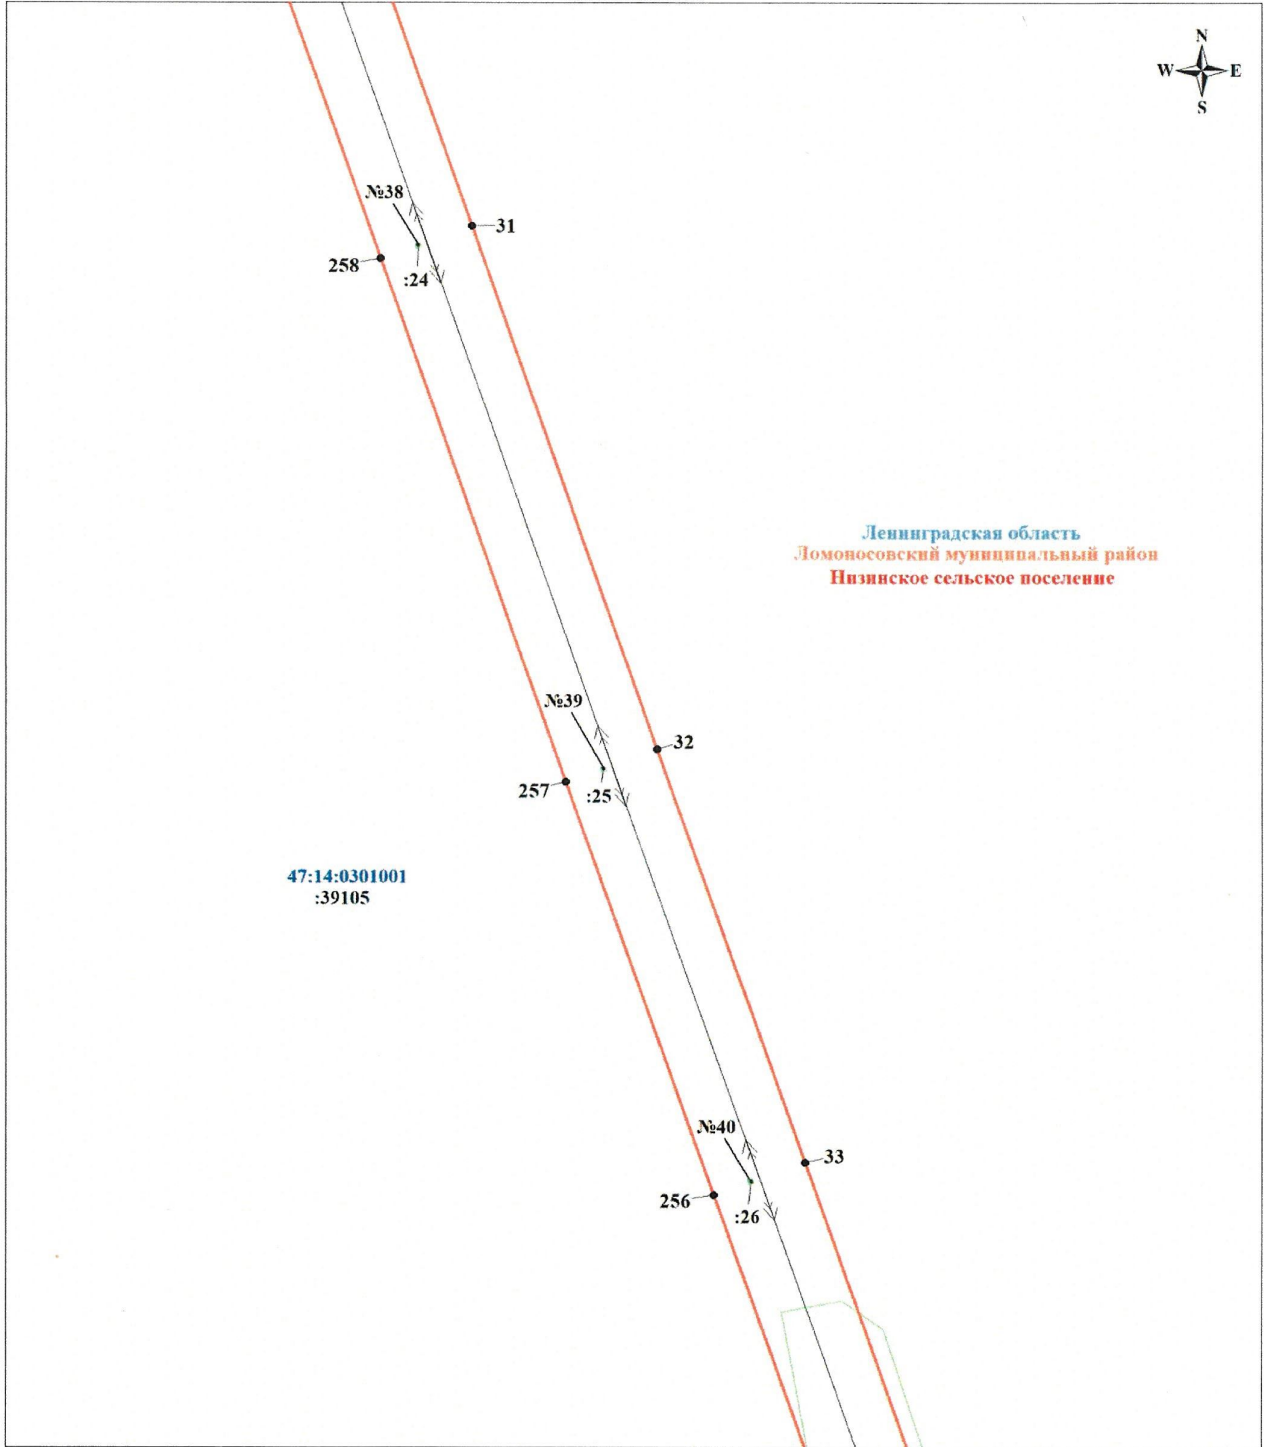 N
W E
S
№38
31
258
:24
Ленинградская область
Ломоносовский муниципальный район
Низинское сельское поселение
№39
32
257
:25
47:14:0301001
:39105
№40
33
256
:26